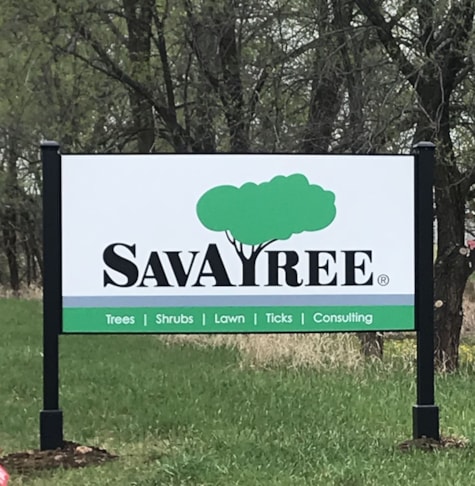 SAVATREE®
Trees | Shrubs | Lawn | Ticks | Consulting